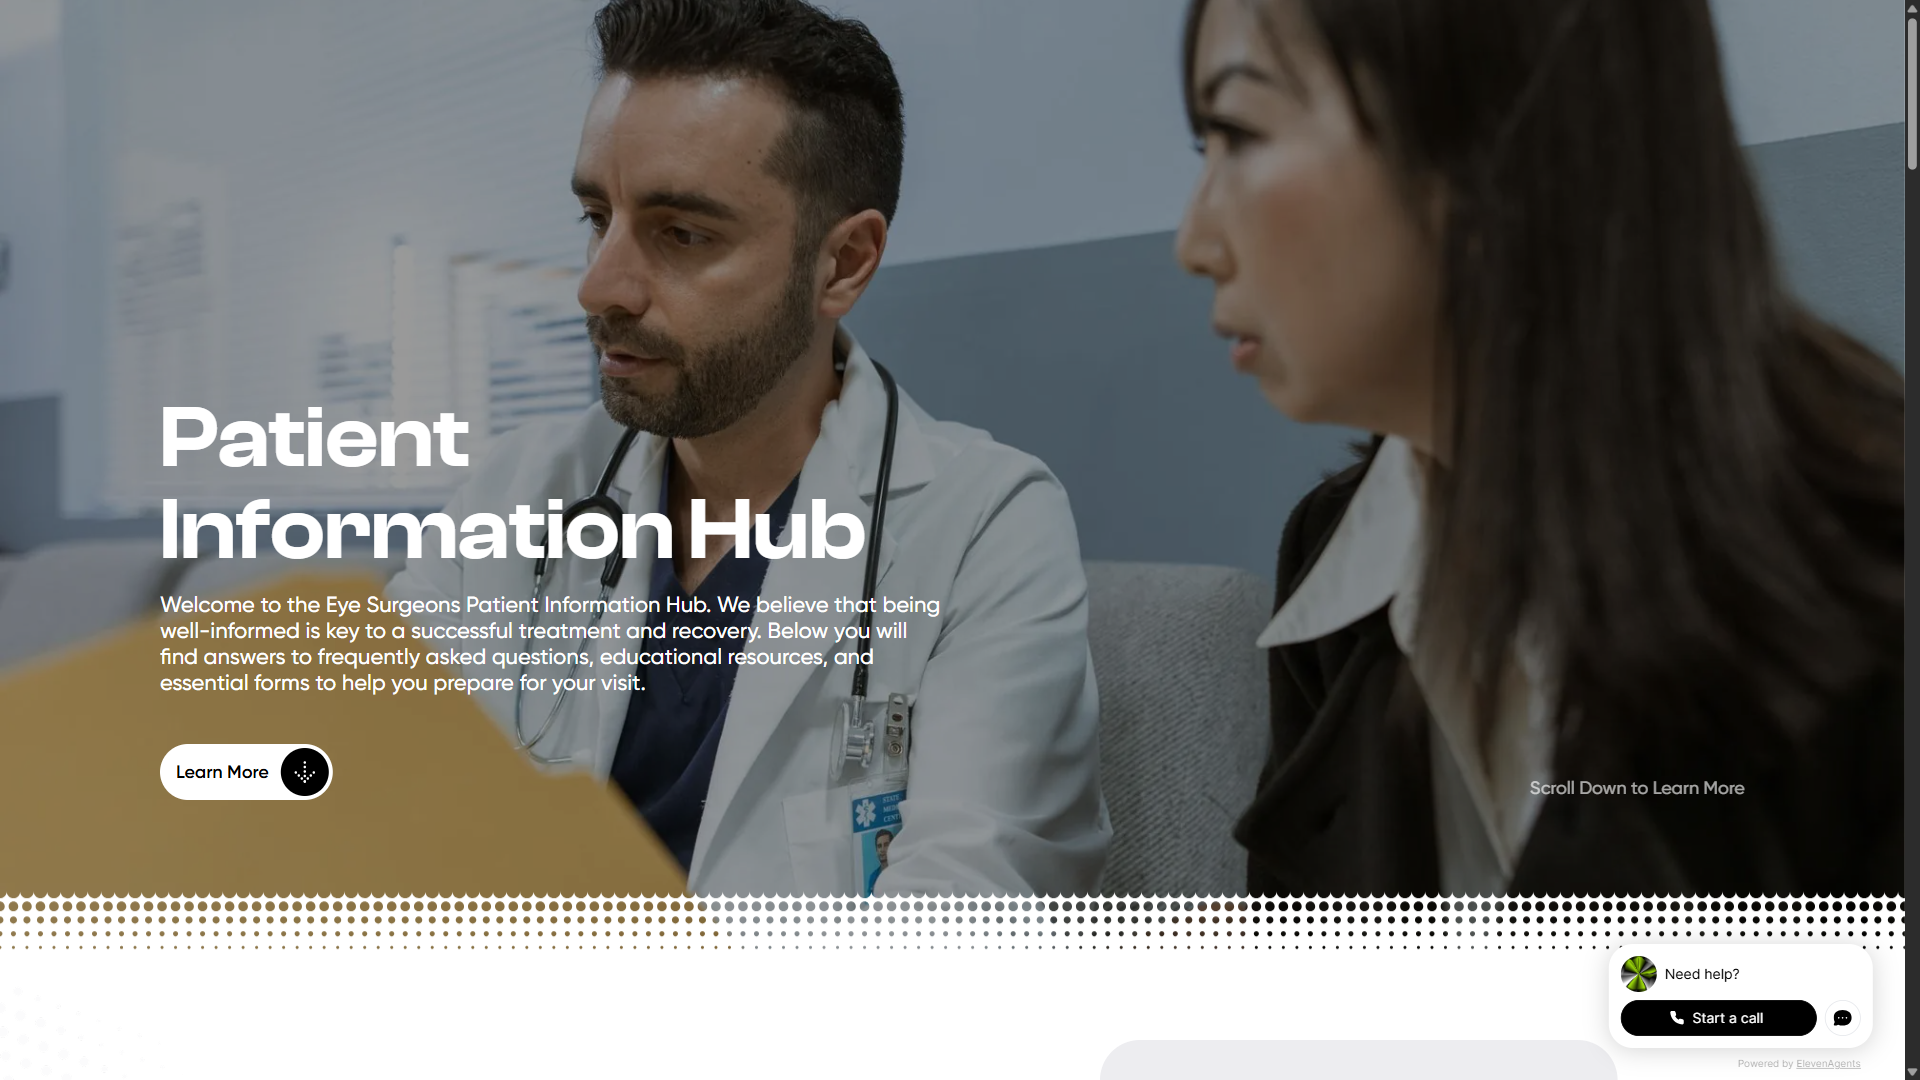 Patient
Information Hub
Welcome to the Eye Surgeons Patient Information Hub. We believe that being
well-informed is key to a successful treatment and recovery. Below you will
find answers to frequently asked questions, educational resources, and
essential forms to help you prepare for your visit.
Learn More
STATE
Scroll Down to Learn More
Need help?
Start a call
Powered by ElevenAgents